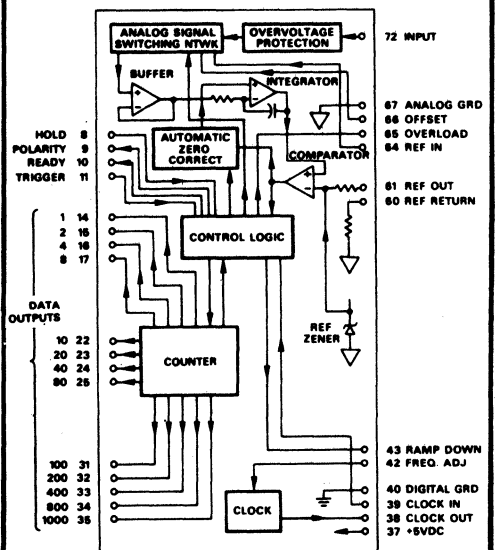 ANALOG SIGNAL
SWITCHING NTWK
OVERVOLTAGE
PROTECTION
72 INPUT
BUFFER
INTEGRATOR
67 ANALOG GRD
66 OFFSET
65 OVERLOAD
64 REF IN
HOLD 8
POLARITY 9
READY 10
TRIGGER 11
AUTOMATIC
ZERO
CORRECT
COMPARATOR
61 REF OUT
60 REF RETURN
1 14
2 15
4 16
8 17
CONTROL LOGIC
DATA
OUTPUTS
10 22
20 23
40 24
80 25
COUNTER
REF
ZENER
100 31
200 32
400 33
800 34
1000 35
43 RAMP DOWN
42 FREQ. ADJ
40 DIGITAL GRD
39 CLOCK IN
38 CLOCK OUT
37 +5VDC
CLOCK